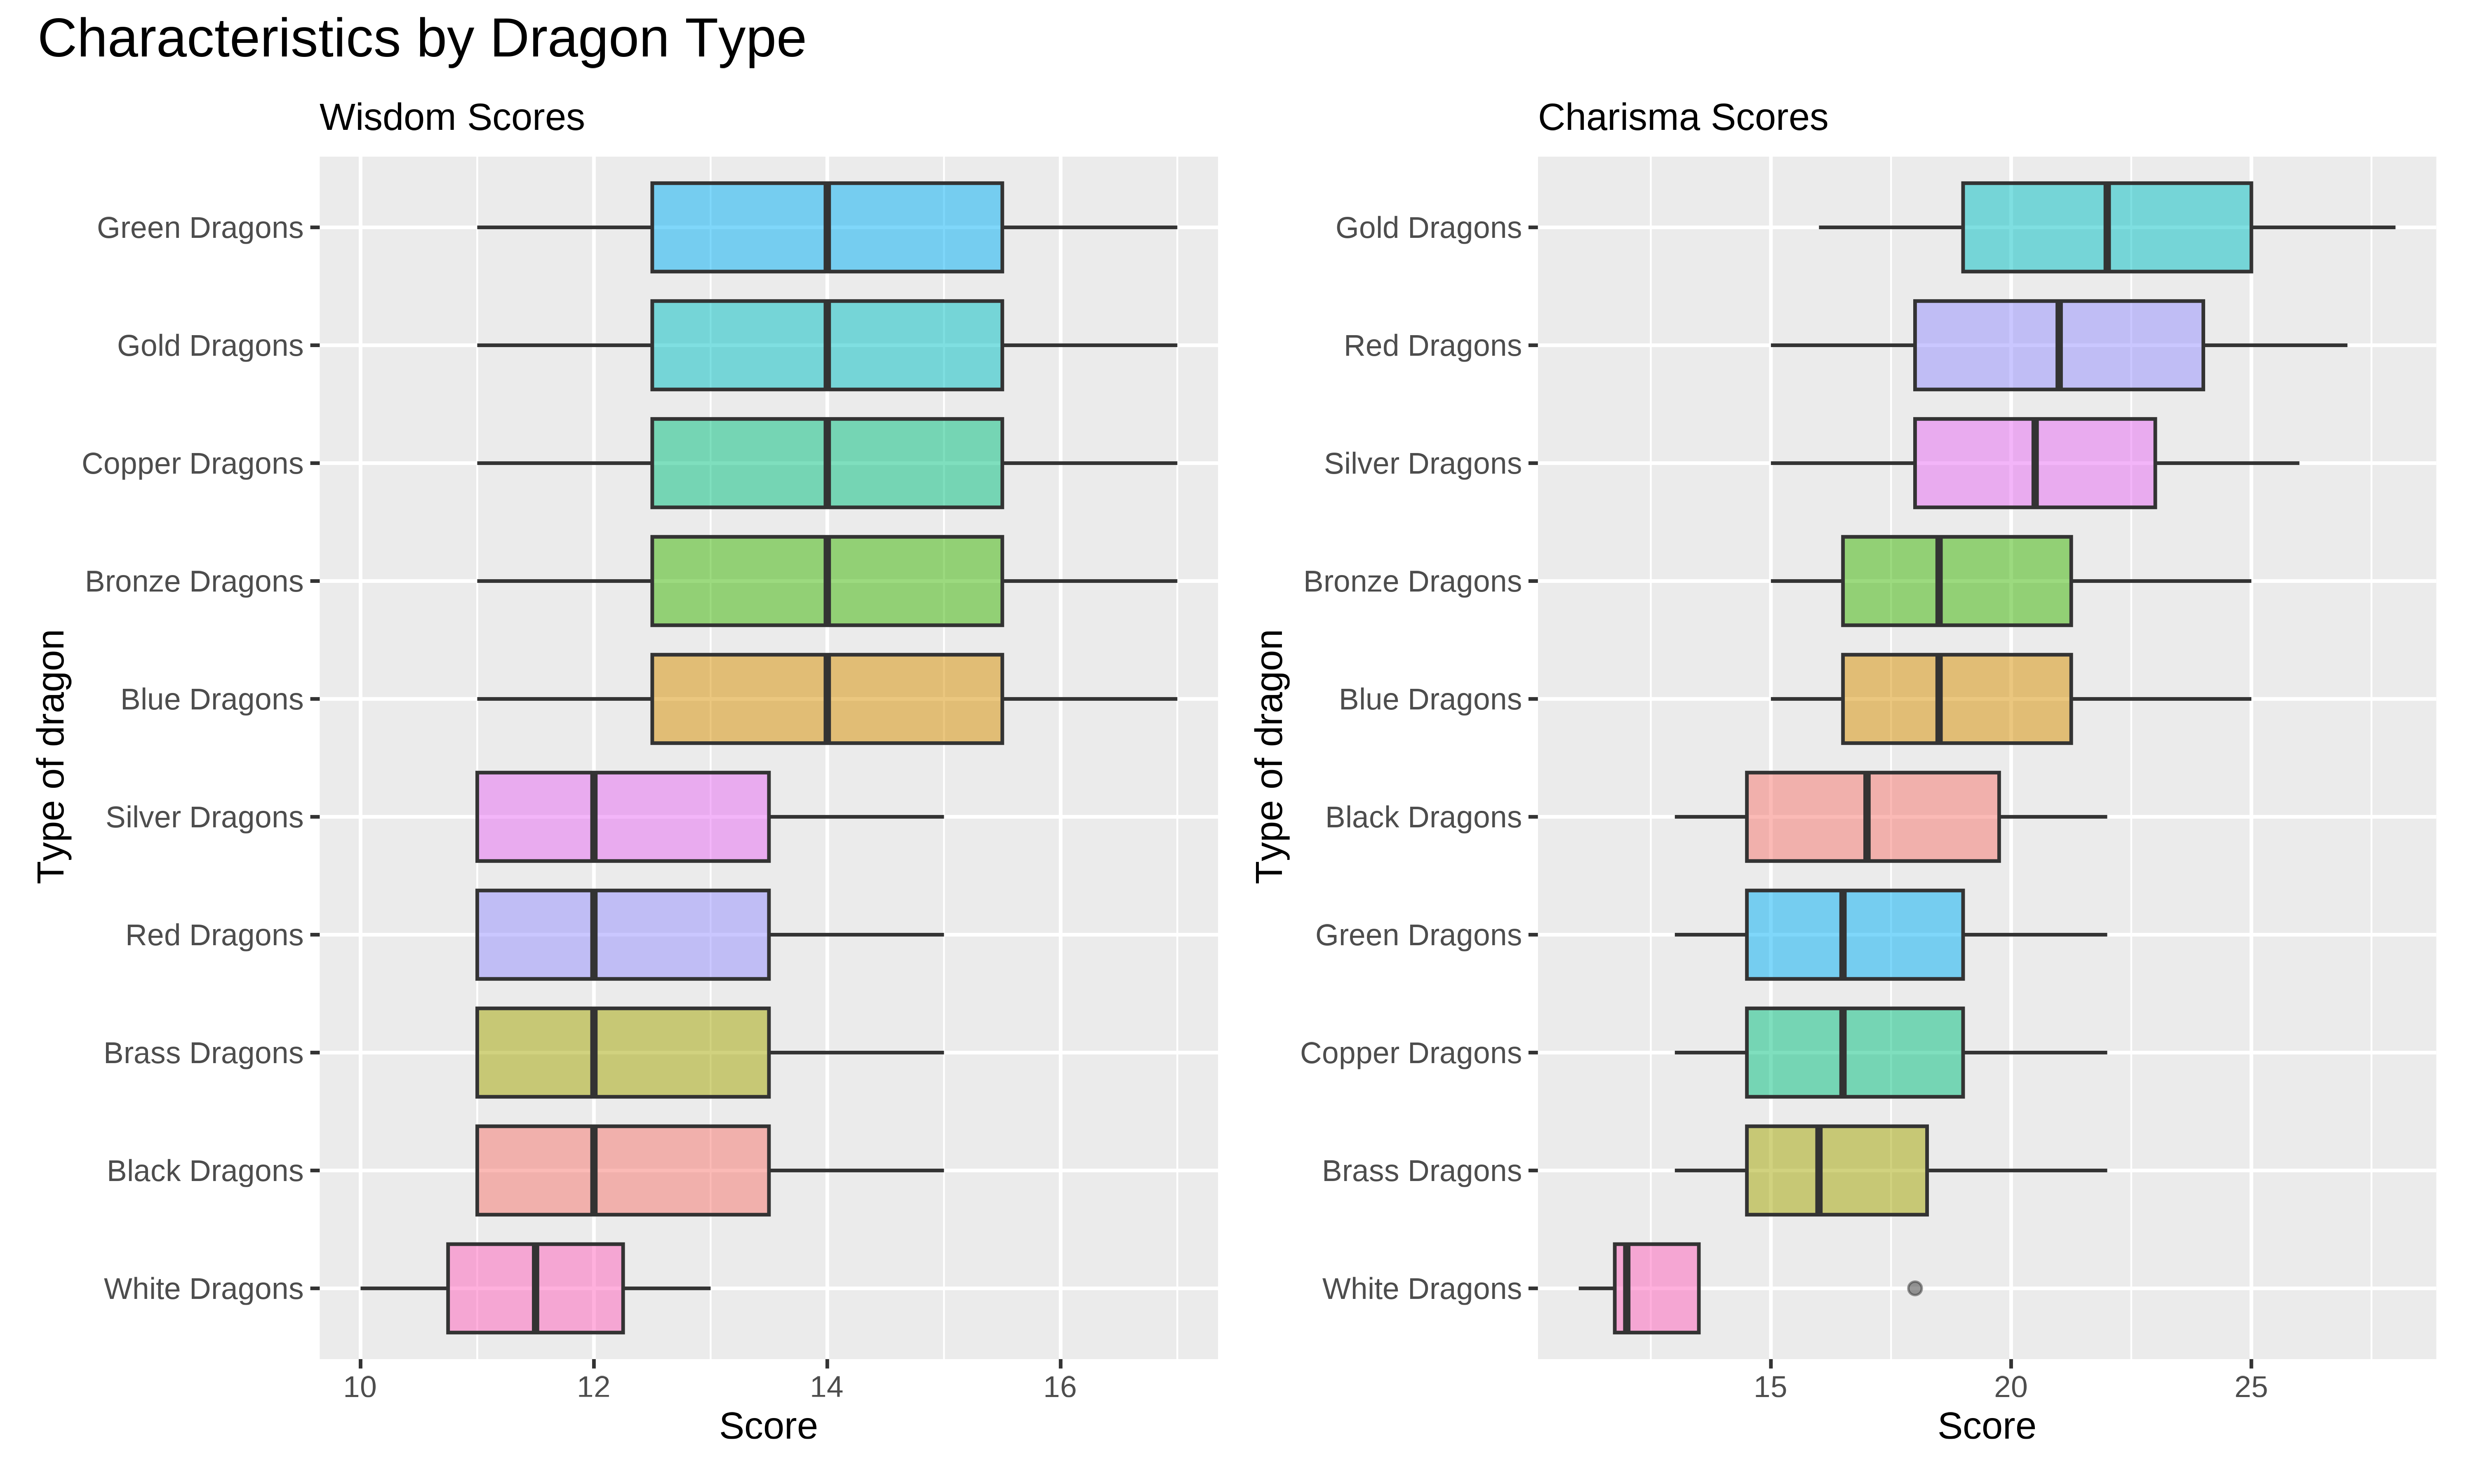 Characteristics by Dragon Type
Wisdom Scores
Type of dragon
Green Dragons
Gold Dragons
Copper Dragons
Bronze Dragons
Blue Dragons
Silver Dragons
Red Dragons
Brass Dragons
Black Dragons
White Dragons
10 12 14 16
Score
Charisma Scores
Type of dragon
Gold Dragons
Red Dragons
Silver Dragons
Bronze Dragons
Blue Dragons
Black Dragons
Green Dragons
Copper Dragons
Brass Dragons
White Dragons
15 20 25
Score